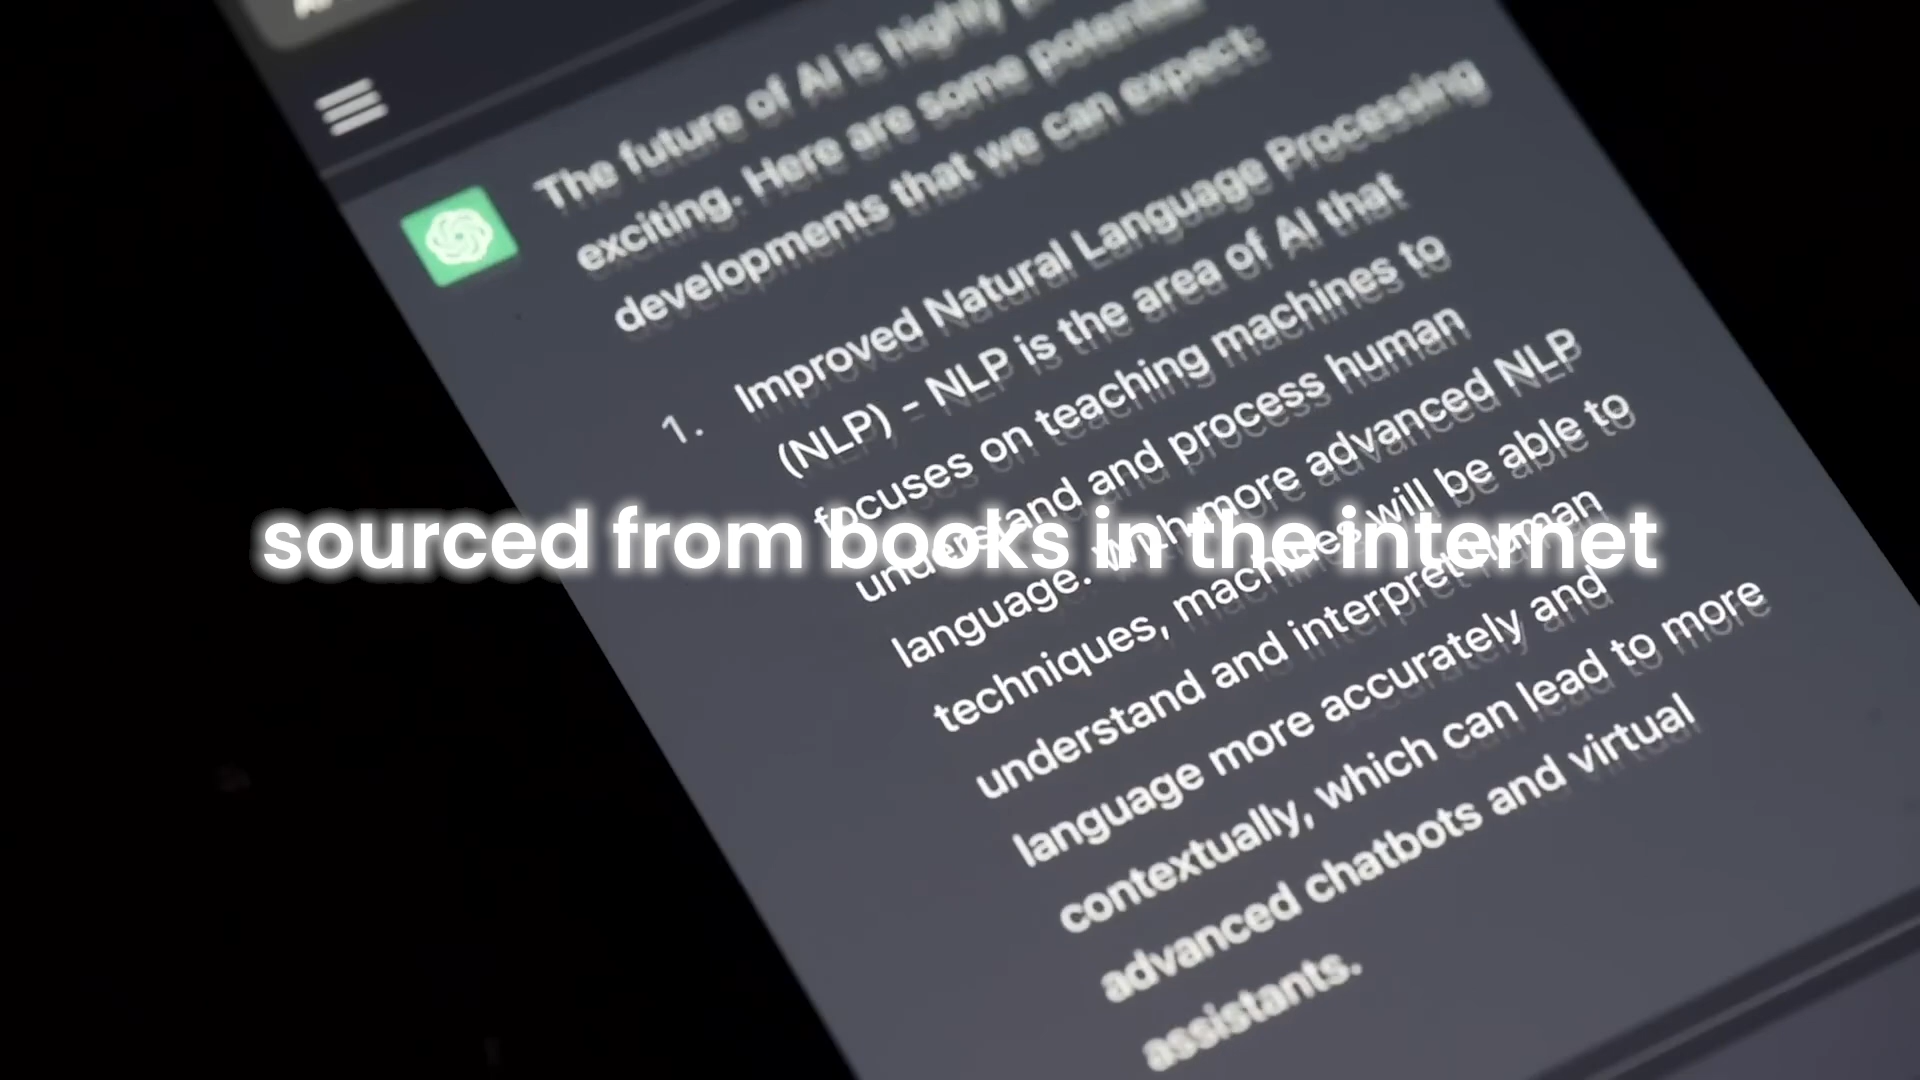 The future of AI is highly
exciting. Here are some potential
developments that we can expect:
1. Improved Natural Language Processing
(NLP) - NLP is the area of AI that
focuses on teaching machines to
understand and process human
language. With more advanced NLP
techniques, machines will be able to
understand and interpret human
language more accurately and
contextually, which can lead to more
advanced chatbots and virtual
assistants.
sourced from books in the internet